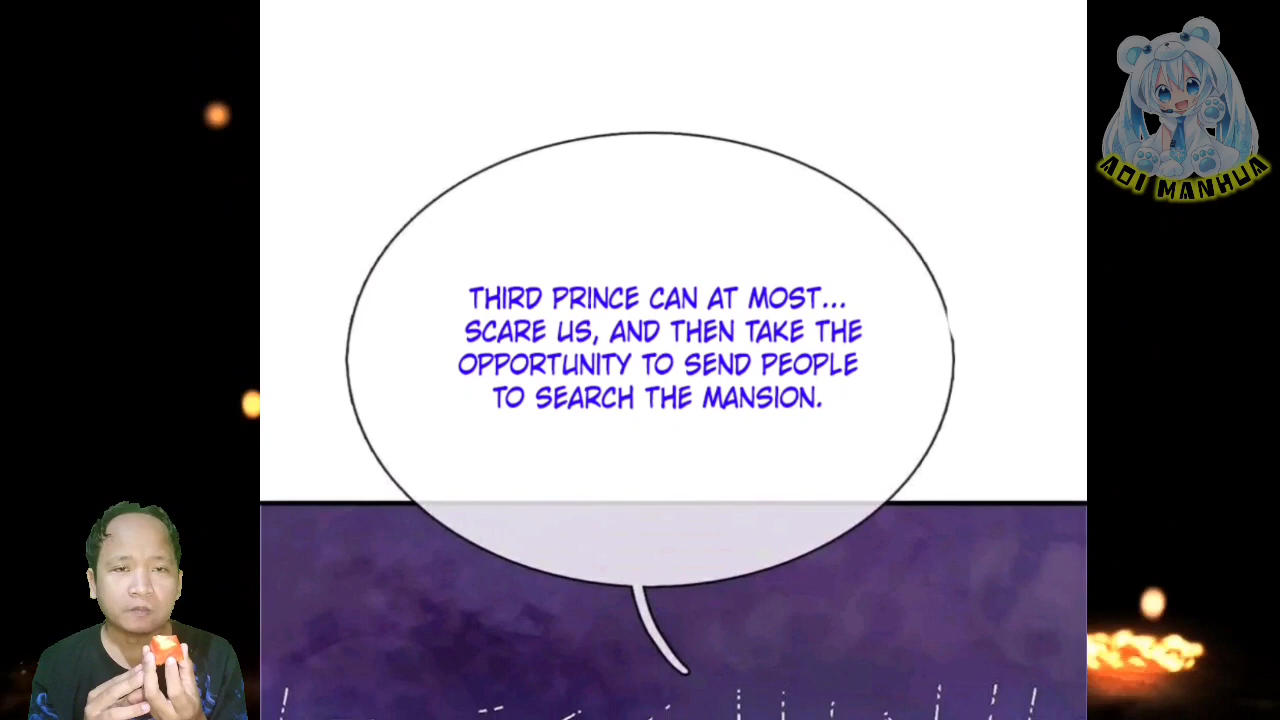 THIRD PRINCE CAN AT MOST...
SCARE US, AND THEN TAKE THE
OPPORTUNITY TO SEND PEOPLE
TO SEARCH THE MANSION.
AOI MANHUA